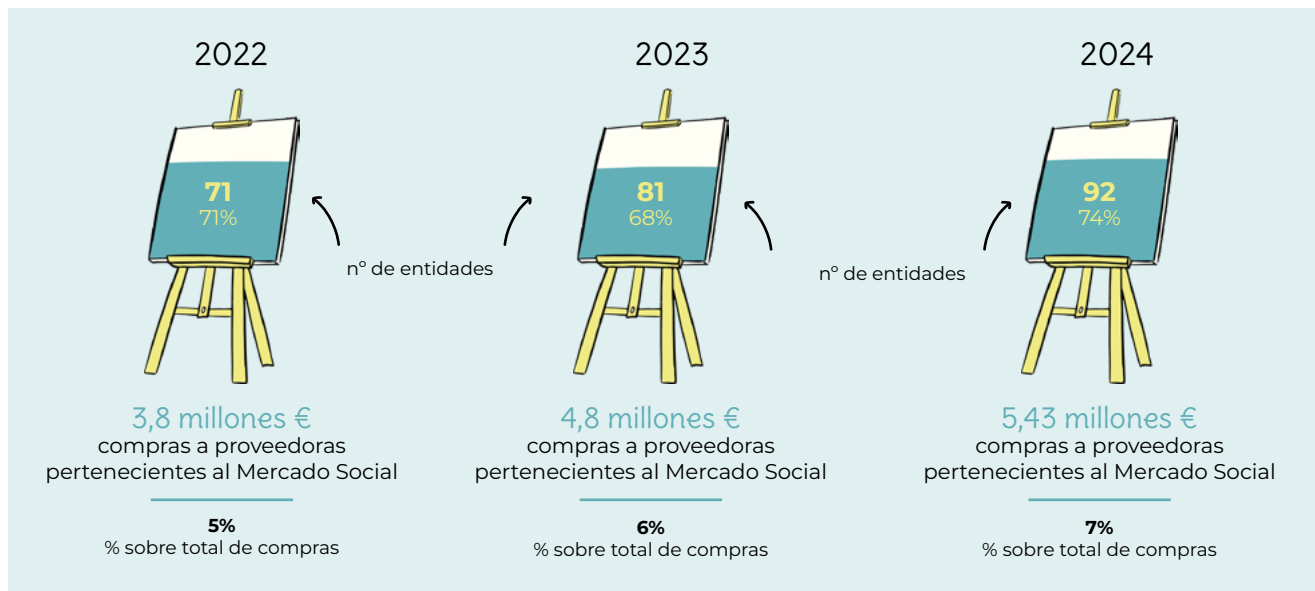 2022
71
71%
3,8 millones €
compras a proveedoras
pertenecientes al Mercado Social
5%
% sobre total de compras
nº de entidades
2023
81
68%
4,8 millones €
compras a proveedoras
pertenecientes al Mercado Social
6%
% sobre total de compras
nº de entidades
2024
92
74%
5,43 millones €
compras a proveedoras
pertenecientes al Mercado Social
7%
% sobre total de compras